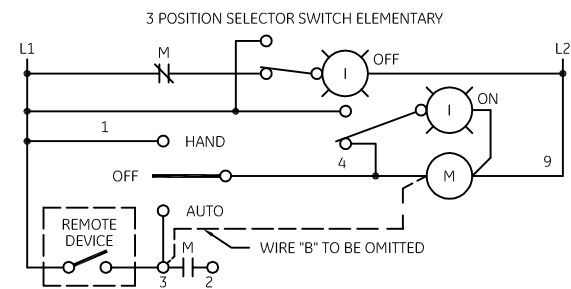 3 POSITION SELECTOR SWITCH ELEMENTARY
L1
M
OFF
L2
I
I
ON
1
HAND
4
9
OFF
M
AUTO
REMOTE
DEVICE
M
WIRE "B" TO BE OMITTED
3
2